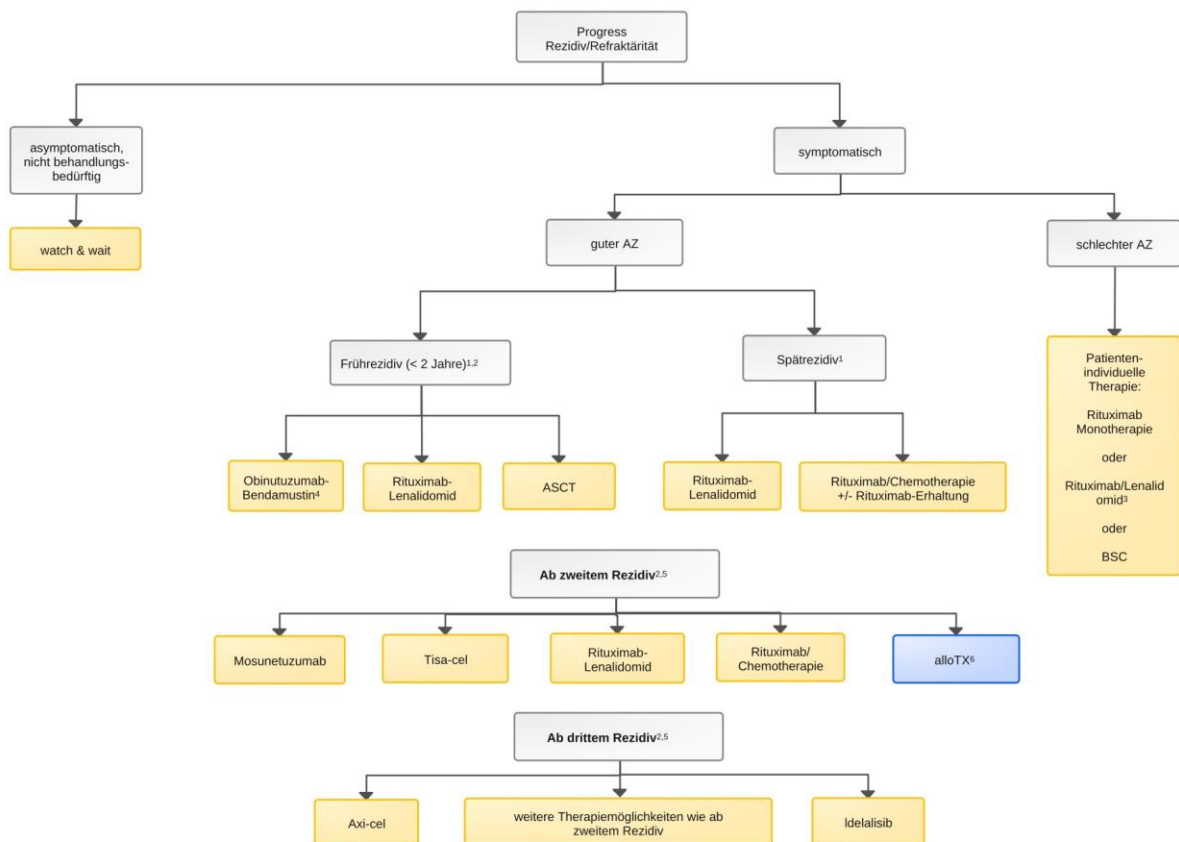 Progress
Rezidiv/Refraktärität
asymptomatisch,
nicht behandlungs-
bedürftig
symptomatisch
watch & wait
guter AZ
schlechter AZ
Frührezidiv (< 2 Jahre)¹,²
Spätrezidiv¹
Obinutuzumab-
Bendamustin⁴
Rituximab-
Lenalidomid
ASCT
Rituximab-
Lenalidomid
Rituximab/Chemotherapie
+/- Rituximab-Erhaltung
Patienten-
individuelle
Therapie:
Rituximab
Monotherapie
oder
Rituximab/Lenalid
omid³
oder
BSC
Ab zweitem Rezidiv²,⁵
Mosunetuzumab
Tisa-cel
Rituximab-
Lenalidomid
Rituximab/
Chemotherapie
alloTX⁶
Ab drittem Rezidiv²,⁵
Axi-cel
weitere Therapiemöglichkeiten wie ab
zweitem Rezidiv
Idelalisib